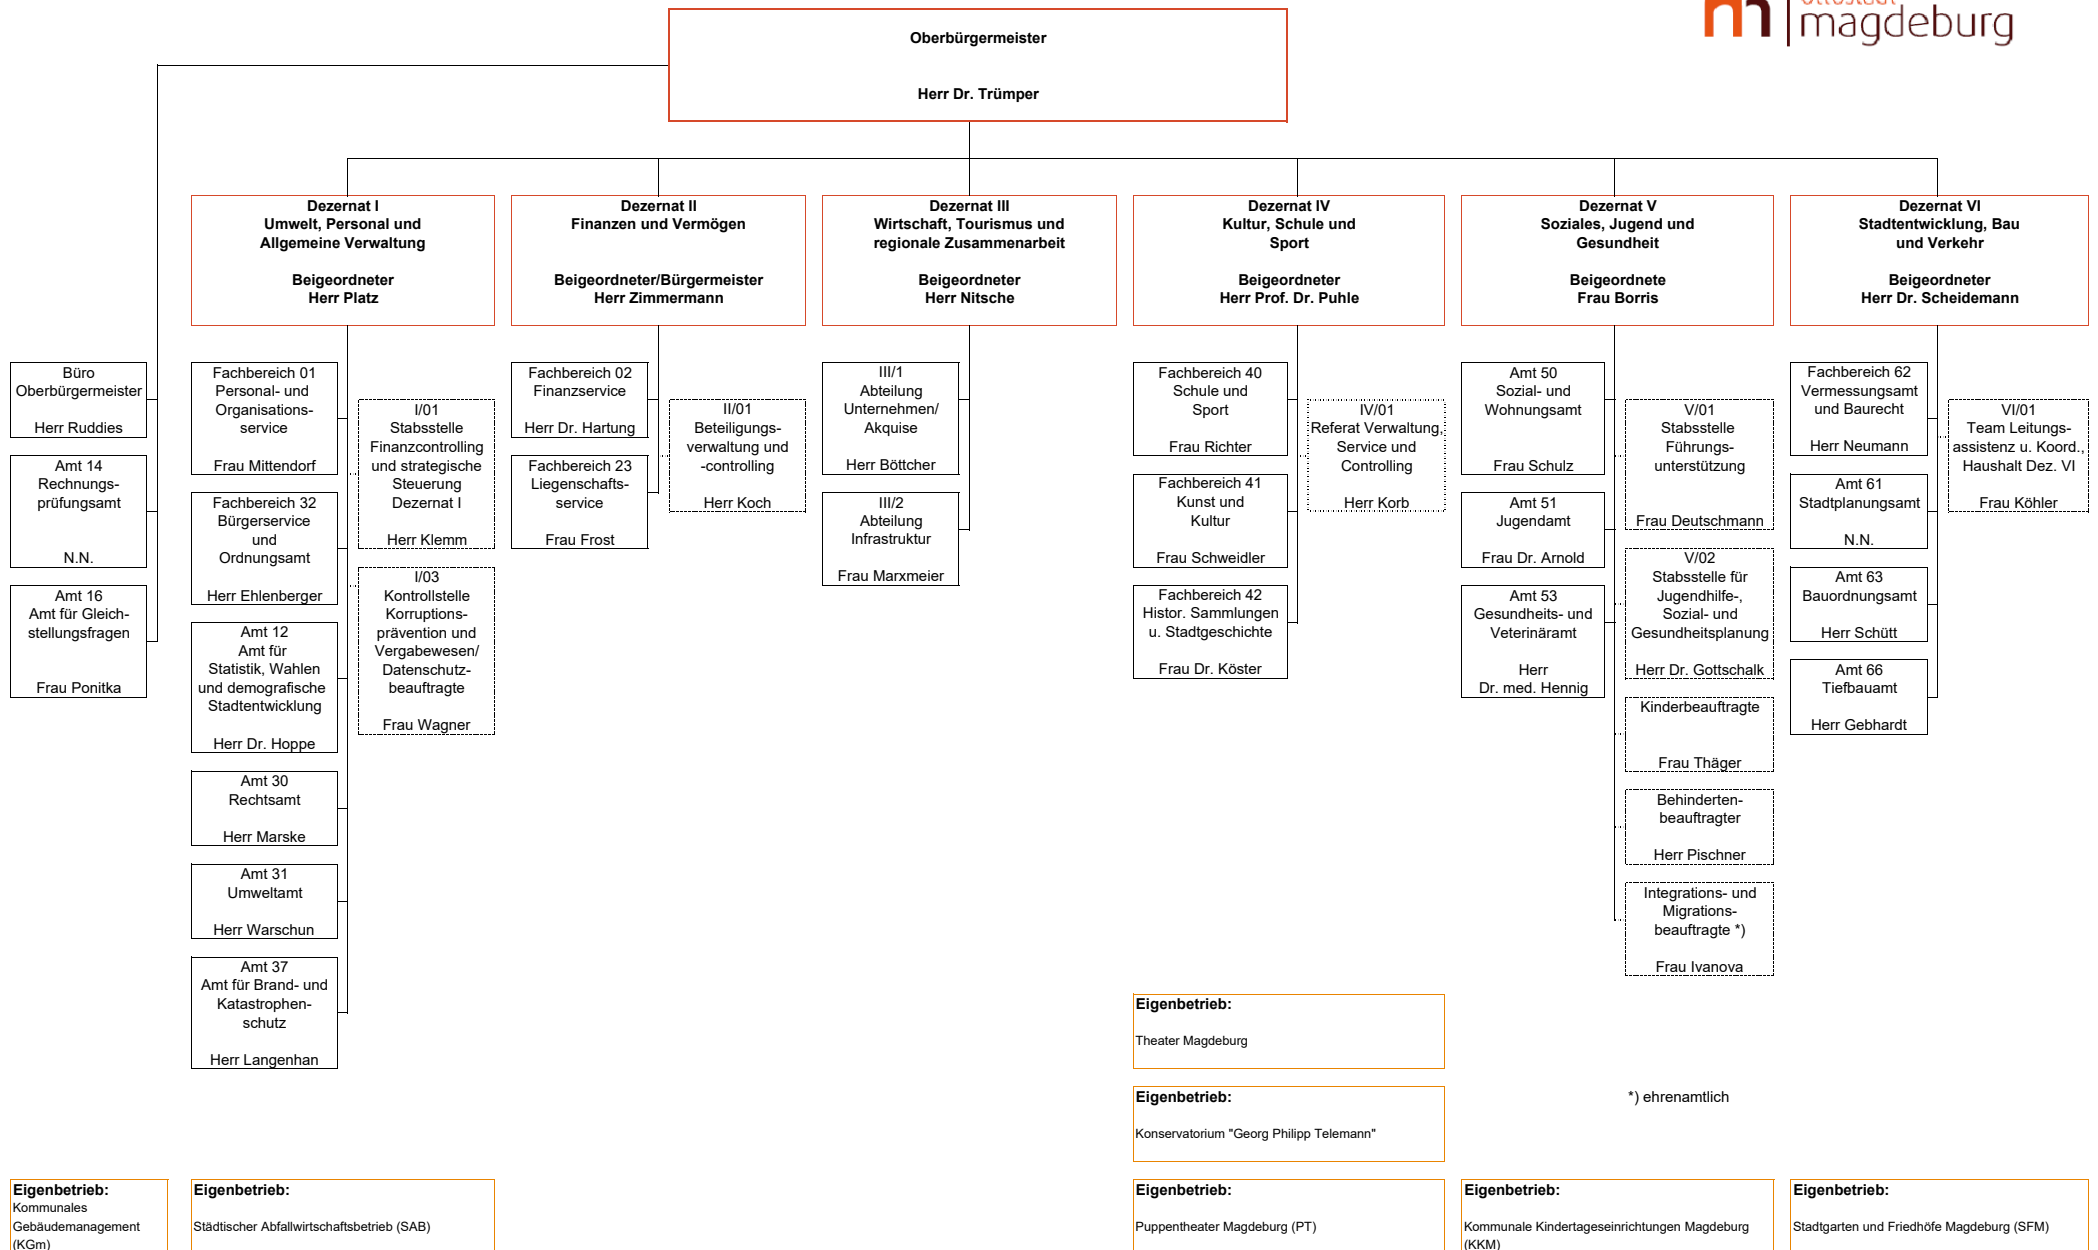 magdeburg
Oberbürgermeister
Herr Dr. Trümper
Dezernat I
Umwelt, Personal und
Allgemeine Verwaltung
Beigeordneter
Herr Platz
Dezernat II
Finanzen und Vermögen
Beigeordneter/Bürgermeister
Herr Zimmermann
Dezernat III
Wirtschaft, Tourismus und
regionale Zusammenarbeit
Beigeordneter
Herr Nitsche
Dezernat IV
Kultur, Schule und
Sport
Beigeordneter
Herr Prof. Dr. Puhle
Dezernat V
Soziales, Jugend und
Gesundheit
Beigeordnete
Frau Borris
Dezernat VI
Stadtentwicklung, Bau
und Verkehr
Beigeordneter
Herr Dr. Scheidemann
Büro
Oberbürgermeister
Herr Ruddies
Amt 14
Rechnungs-
prüfungsamt
N.N.
Amt 16
Amt für Gleich-
stellungsfragen
Frau Ponitka
Fachbereich 01
Personal- und
Organisations-
service
Frau Mittendorf
Fachbereich 32
Bürgerservice
und
Ordnungsamt
Herr Ehlenberger
Amt 12
Amt für
Statistik, Wahlen
und demografische
Stadtentwicklung
Herr Dr. Hoppe
Amt 30
Rechtsamt
Herr Marske
Amt 31
Umweltamt
Herr Warschun
Amt 37
Amt für Brand- und
Katastrophen-
schutz
Herr Langenhan
I/01
Stabsstelle
Finanzcontrolling
und strategische
Steuerung
Dezernat I
Herr Klemm
I/03
Kontrollstelle
Korruptions-
prävention und
Vergabewesen/
Datenschutz-
beauftragte
Frau Wagner
Fachbereich 02
Finanzservice
Herr Dr. Hartung
Fachbereich 23
Liegenschafts-
service
Frau Frost
II/01
Beteiligungs-
verwaltung und
-controlling
Herr Koch
III/1
Abteilung
Unternehmen/
Akquise
Herr Böttcher
III/2
Abteilung
Infrastruktur
Frau Marxmeier
Fachbereich 40
Schule und
Sport
Frau Richter
Fachbereich 41
Kunst und
Kultur
Frau Schweidler
Fachbereich 42
Histor. Sammlungen
u. Stadtgeschichte
Frau Dr. Köster
IV/01
Referat Verwaltung,
Service und
Controlling
Herr Korb
Amt 50
Sozial- und
Wohnungsamt
Frau Schulz
Amt 51
Jugendamt
Frau Dr. Arnold
Amt 53
Gesundheits- und
Veterinäramt
Herr
Dr. med. Hennig
V/01
Stabsstelle
Führungs-
unterstützung
Frau Deutschmann
V/02
Stabsstelle für
Jugendhilfe-,
Sozial- und
Gesundheitsplanung
Herr Dr. Gottschalk
Kinderbeauftragte
Frau Thäger
Behinderten-
beauftragter
Herr Pischner
Integrations- und
Migrations-
beauftragte *)
Frau Ivanova
Fachbereich 62
Vermessungsamt
und Baurecht
Herr Neumann
Amt 61
Stadtplanungsamt
N.N.
Amt 63
Bauordnungsamt
Herr Schütt
Amt 66
Tiefbauamt
Herr Gebhardt
VI/01
Team Leitungs-
assistenz u. Koord.,
Haushalt Dez. VI
Frau Köhler
Eigenbetrieb:
Theater Magdeburg
Eigenbetrieb:
Konservatorium "Georg Philipp Telemann"
*) ehrenamtlich
Eigenbetrieb:
Kommunales
Gebäudemanagement
(KGm)
Eigenbetrieb:
Städtischer Abfallwirtschaftsbetrieb (SAB)
Eigenbetrieb:
Puppentheater Magdeburg (PT)
Eigenbetrieb:
Kommunale Kindertageseinrichtungen Magdeburg
(KKM)
Eigenbetrieb:
Stadtgarten und Friedhöfe Magdeburg (SFM)